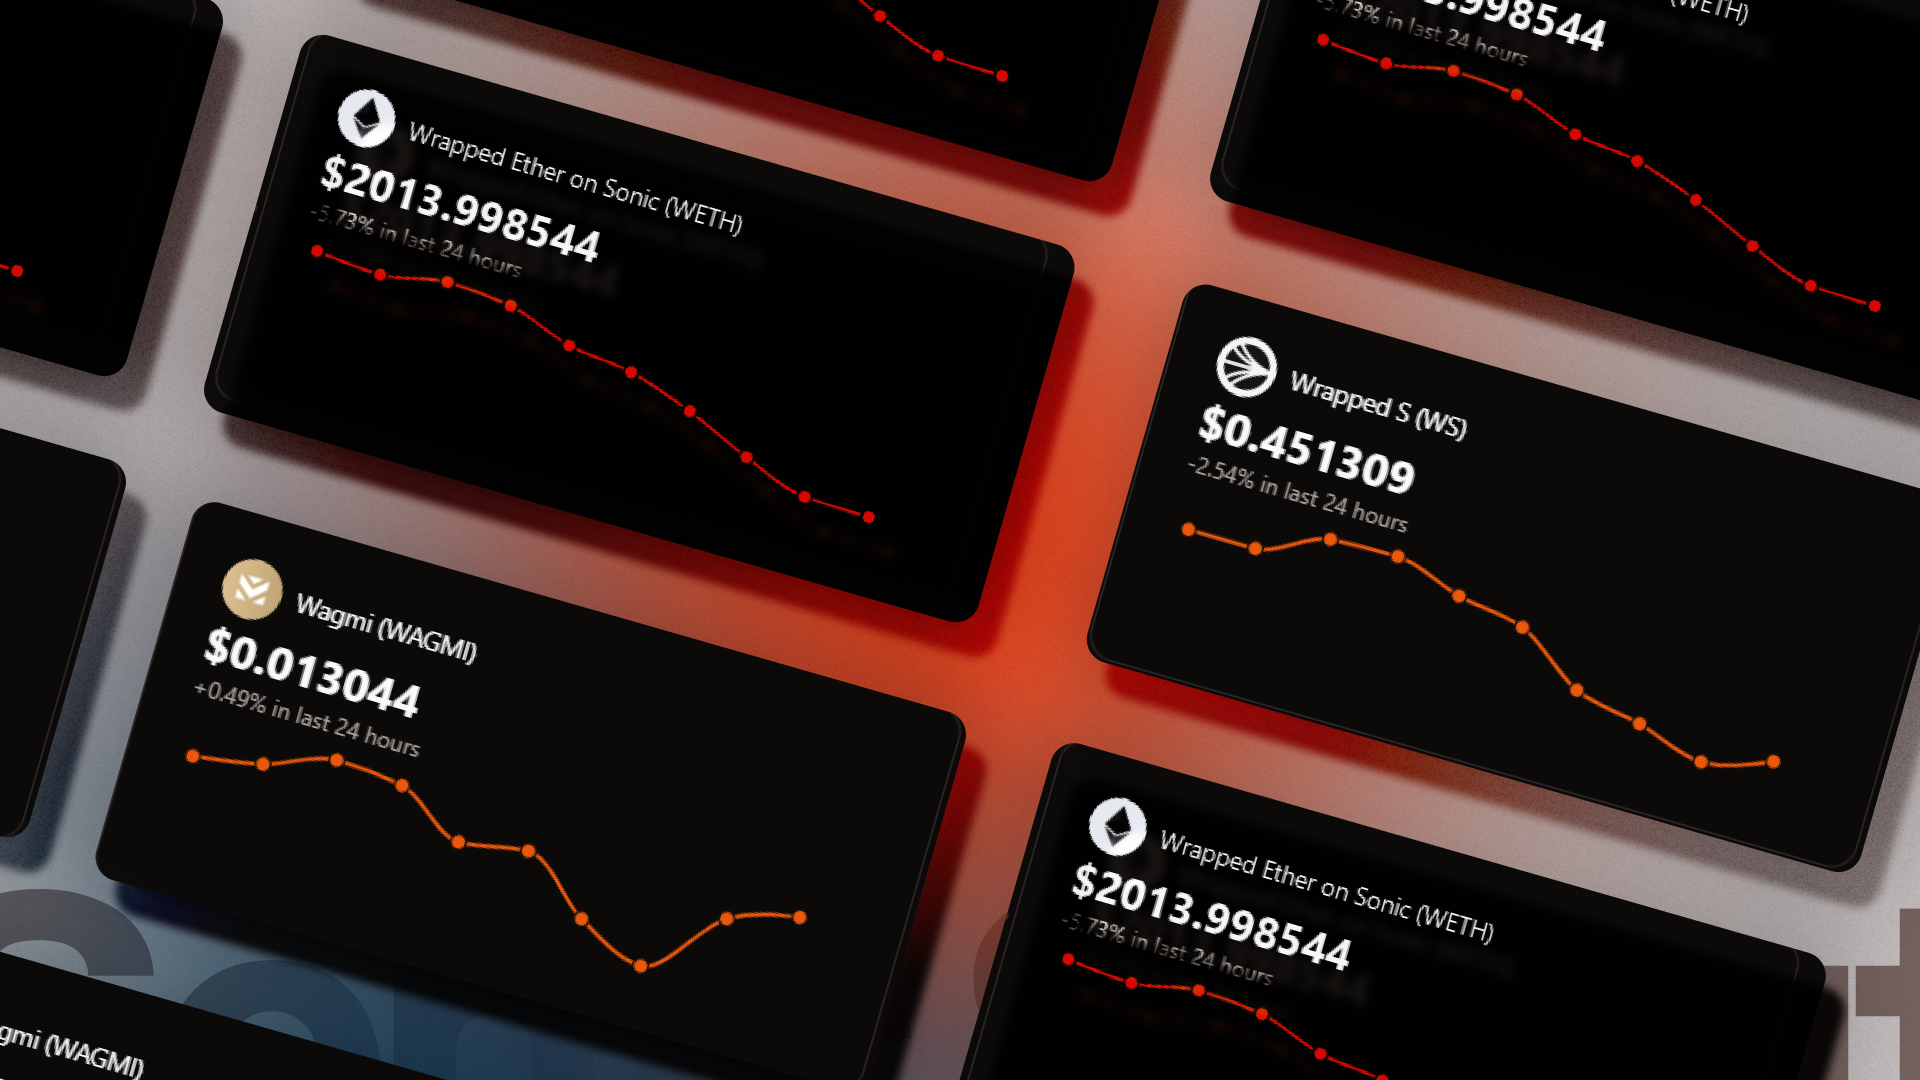 (WETH)
.998544
-5.73% in last 24 hours
Wrapped Ether on Sonic (WETH)
$2013.998544
-5.73% in last 24 hours
Wrapped S (WS)
$0.451309
-2.54% in last 24 hours
Wagmi (WAGMI)
$0.013044
+0.49% in last 24 hours
Wrapped Ether on Sonic (WETH)
$2013.998544
-5.73% in last 24 hours
gmi (WAGMI)